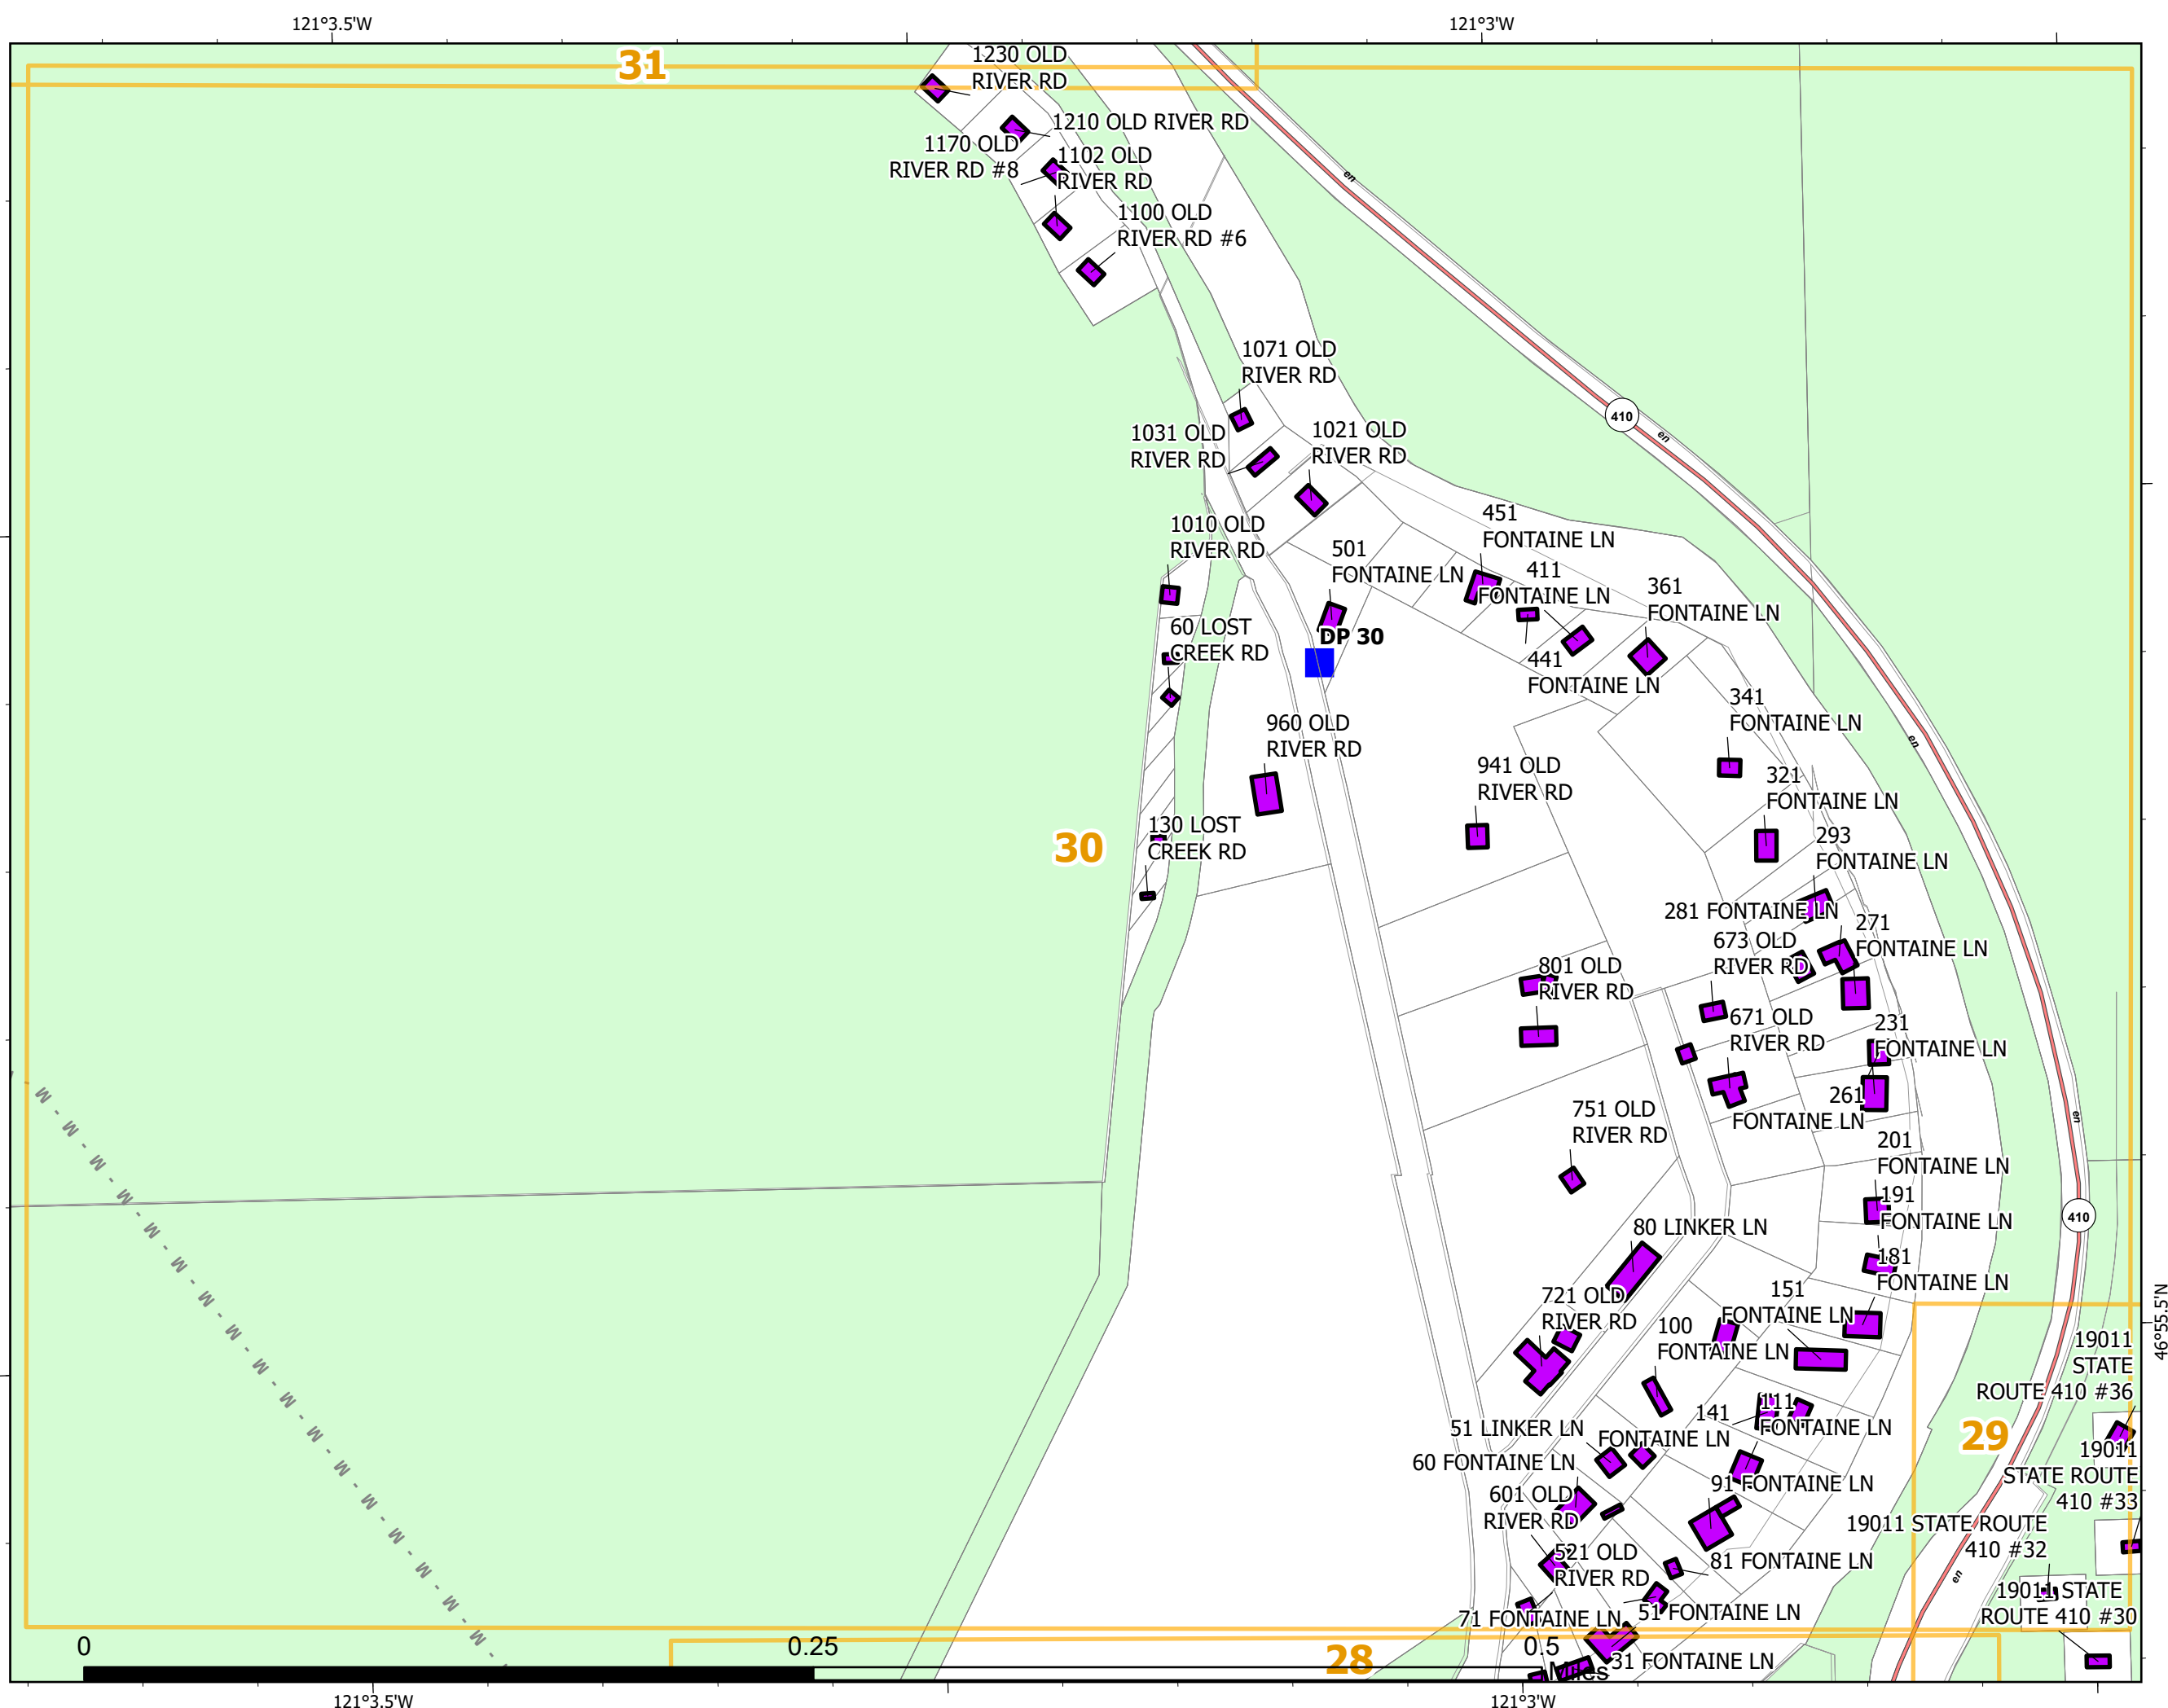 121°3.5'W
121°3'W
31
1230 OLD
RIVER RD
1210 OLD RIVER RD
1170 OLD
RIVER RD #8
1102 OLD
RIVER RD
en
1100 OLD
RIVER RD #6
1071 OLD
RIVER RD
410
en
1031 OLD
RIVER RD
1021 OLD
RIVER RD
1010 OLD
RIVER RD
451
FONTAINE LN
501
FONTAINE LN
411
FONTAINE LN
361
FONTAINE LN
60 LOST
CREEK RD
DP 30
441
FONTAINE LN
341
FONTAINE LN
960 OLD
RIVER RD
en
941 OLD
RIVER RD
321
FONTAINE LN
130 LOST
CREEK RD
30
293
FONTAINE LN
281 FONTAINE LN
271
FONTAINE LN
673 OLD
RIVER RD
801 OLD
RIVER RD
671 OLD
RIVER RD
231
FONTAINE LN
261
FONTAINE LN
en
751 OLD
RIVER RD
201
FONTAINE LN
191
FONTAINE LN
410
80 LINKER LN
181
FONTAINE LN
721 OLD
RIVER RD
151
FONTAINE LN
100
FONTAINE LN
46°55.5'N
19011
STATE
ROUTE 410 #36
111
FONTAINE LN
141
FONTAINE LN
51 LINKER LN
29
60 FONTAINE LN
19011
STATE ROUTE
410 #33
91 FONTAINE LN
601 OLD
RIVER RD
19011 STATE ROUTE
410 #32
521 OLD
RIVER RD
81 FONTAINE LN
en
19011 STATE
ROUTE 410 #30
71 FONTAINE LN
51 FONTAINE LN
M - M - M - M - M - M - M - M - M - M - M - M - M - M - M - M - M
28
31 FONTAINE LN
0
0.25
0.5
Miles
121°3.5'W
121°3'W